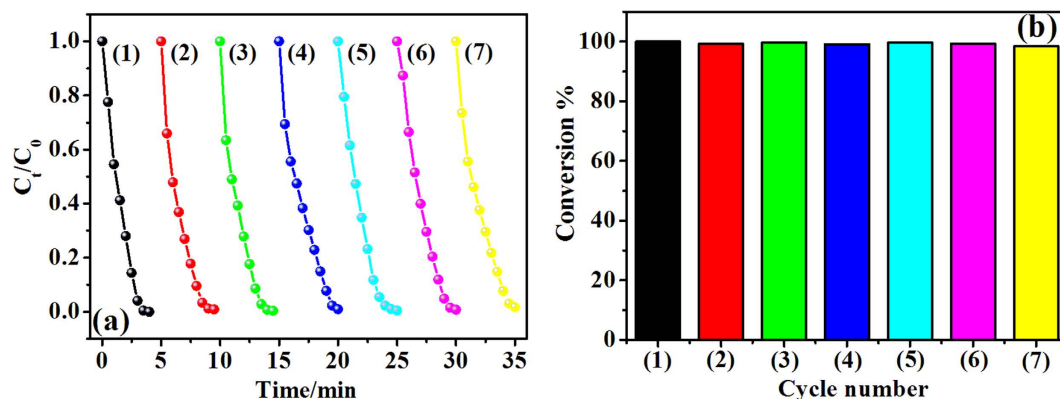 (a)
C_t/C_0
1.0
0.8
0.6
0.4
0.2
0.0
(1) (2) (3) (4) (5) (6) (7)
0 5 10 15 20 25 30 35
Time/min
(b)
Conversion %
100
80
60
40
20
0
(1) (2) (3) (4) (5) (6) (7)
Cycle number